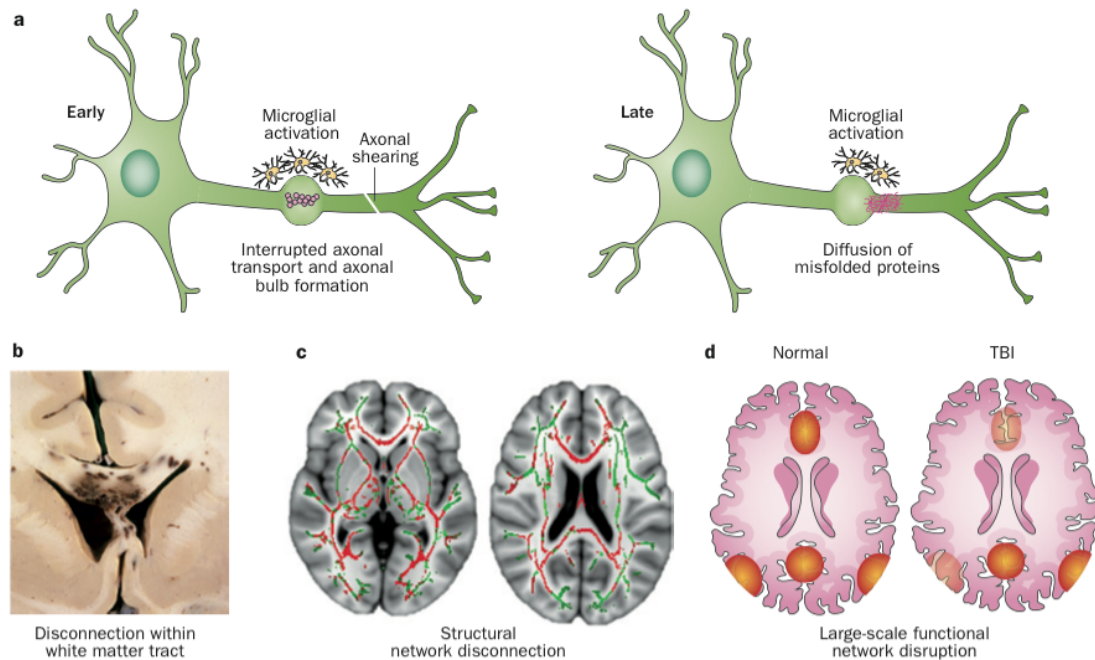 a
Early
Microglial
activation
Axonal
shearing
Interrupted axonal
transport and axonal
bulb formation
Late
Microglial
activation
Diffusion of
misfolded proteins
b
Disconnection within
white matter tract
c
Structural
network disconnection
d
Normal
TBI
Large-scale functional
network disruption